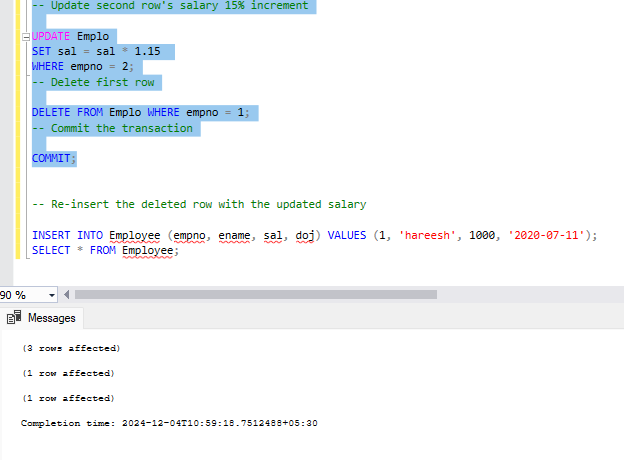 -- Update second row's salary 15% increment
UPDATE Emplo
SET sal = sal * 1.15
WHERE empno = 2;
-- Delete first row
DELETE FROM Emplo WHERE empno = 1;
-- Commit the transaction
COMMIT;
-- Re-insert the deleted row with the updated salary
INSERT INTO Employee (empno, ename, sal, doj) VALUES (1, 'hareesh', 1000, '2020-07-11');
SELECT * FROM Employee;
90 %
Messages
(3 rows affected)
(1 row affected)
(1 row affected)
Completion time: 2024-12-04T10:59:18.7512488+05:30